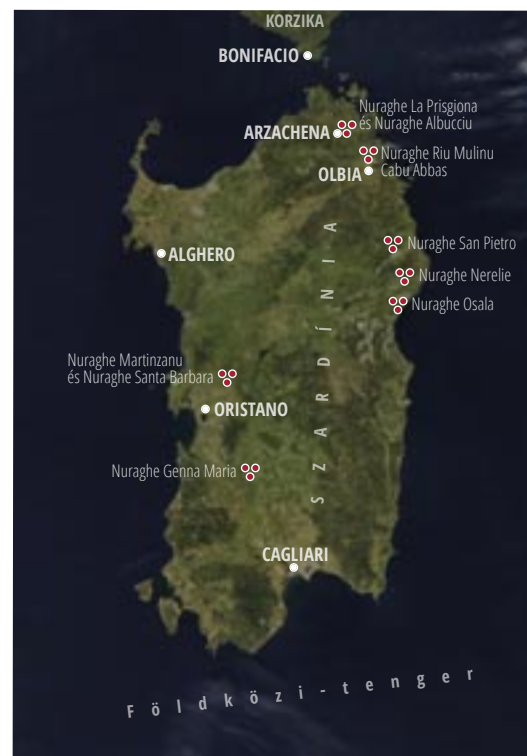 KORZIKA
BONIFACIO
Nuraghe La Prisgiona
és Nuraghe Albucciu
ARZACHENA
Nuraghe Riu Mulinu
Cabu Abbas
OLBIA
Nuraghe San Pietro
ALGHERO
Nuraghe Nerelie
Nuraghe Osala
SZARDÍNIA
Nuraghe Martinzanu
és Nuraghe Santa Barbara
ORISTANO
Nuraghe Genna Maria
CAGLIARI
Földközi-tenger